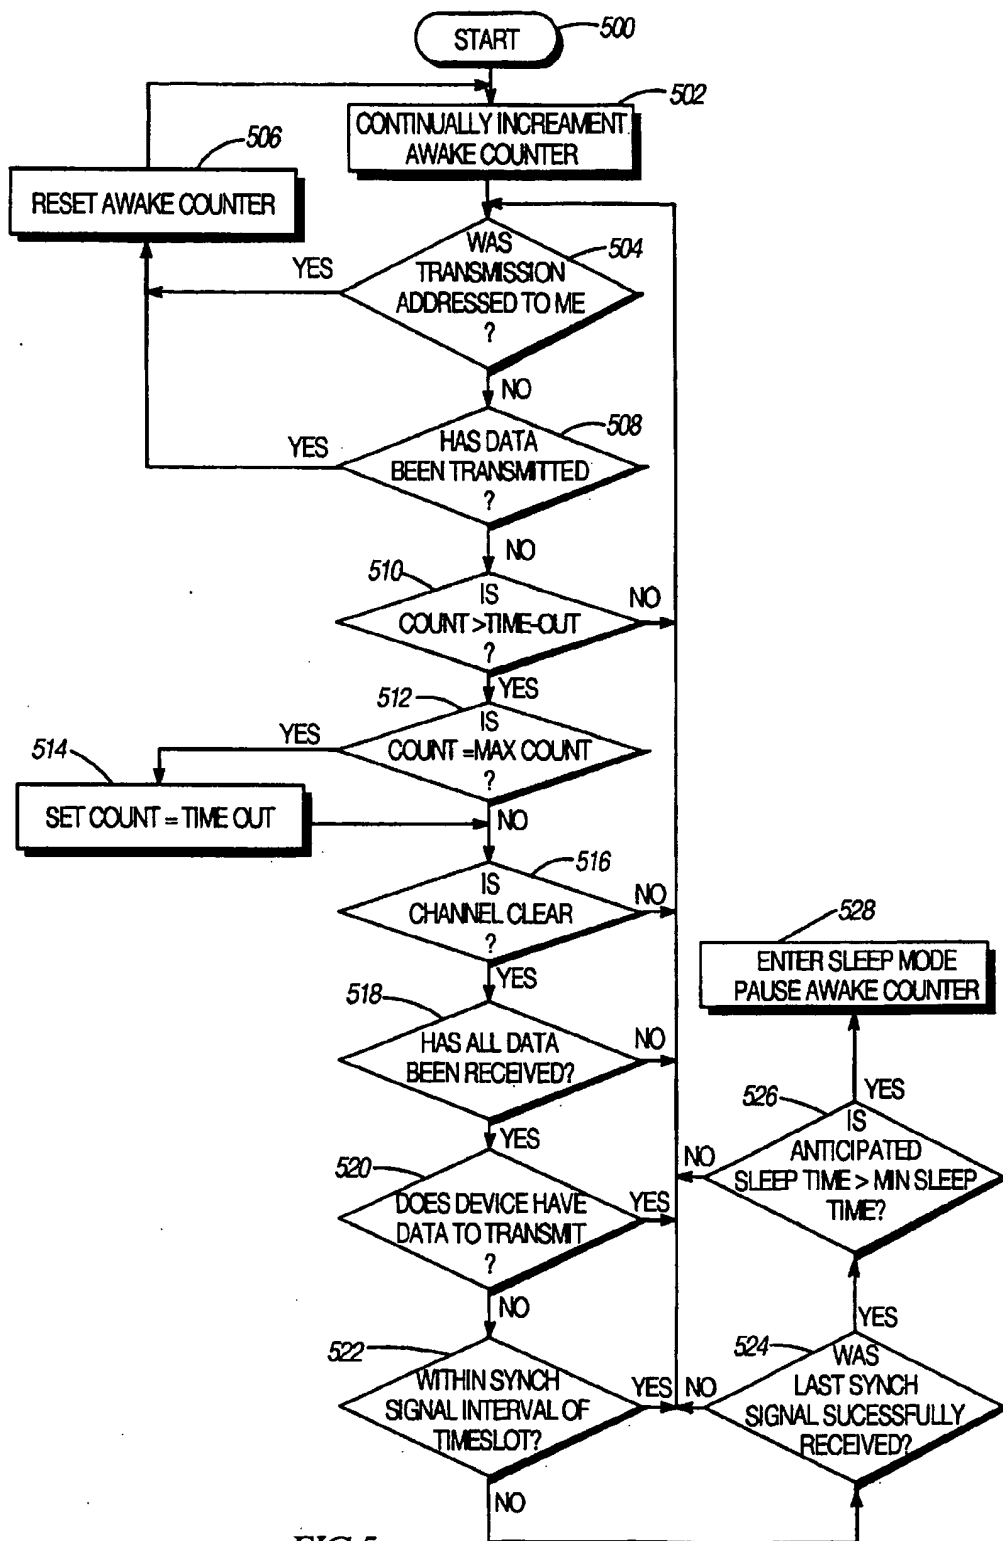 START
500
502
CONTINUALLY INCREAMENT
AWAKE COUNTER
506
RESET AWAKE COUNTER
504
WAS
TRANSMISSION
ADDRESSED TO ME
?
YES
NO
508
HAS DATA
BEEN TRANSMITTED
?
YES
NO
510
IS
COUNT >TIME-OUT
?
NO
YES
512
IS
COUNT =MAX COUNT
?
YES
514
SET COUNT = TIME OUT
NO
516
IS
CHANNEL CLEAR
?
NO
YES
518
HAS ALL DATA
BEEN RECEIVED?
NO
YES
520
DOES DEVICE HAVE
DATA TO TRANSMIT
?
YES
NO
522
WITHIN SYNCH
SIGNAL INTERVAL OF
TIMESLOT?
YES
NO
524
WAS
LAST SYNCH
SIGNAL SUCESSFULLY
RECEIVED?
NO
YES
526
IS
ANTICIPATED
SLEEP TIME > MIN SLEEP
TIME?
NO
YES
528
ENTER SLEEP MODE
PAUSE AWAKE COUNTER
FIG 5